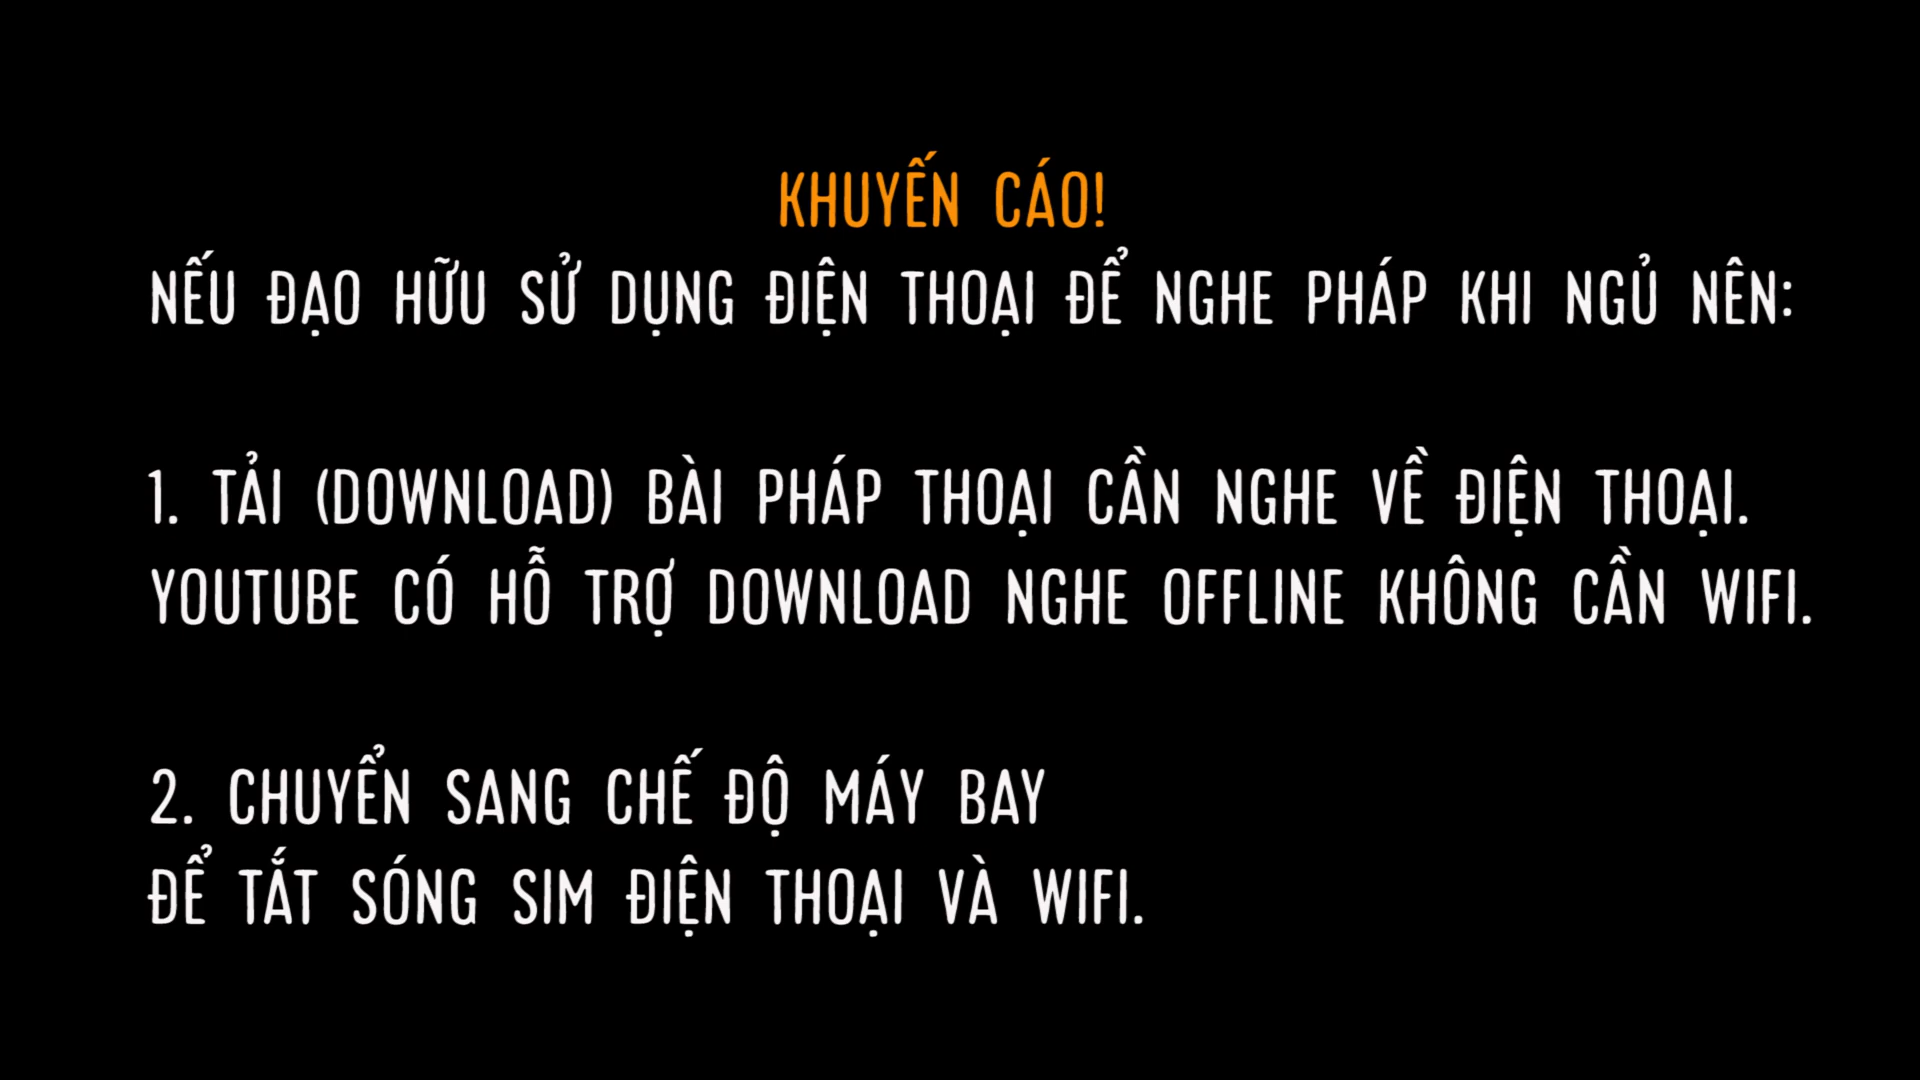 KHUYẾN CÁO!
NẾU ĐẠO HỮU SỬ DỤNG ĐIỆN THOẠI ĐỂ NGHE PHÁP KHI NGỦ NÊN:
1. TẢI (DOWNLOAD) BÀI PHÁP THOẠI CẦN NGHE VỀ ĐIỆN THOẠI.
YOUTUBE CÓ HỖ TRỢ DOWNLOAD NGHE OFFLINE KHÔNG CẦN WIFI.
2. CHUYỂN SANG CHẾ ĐỘ MÁY BAY
ĐỂ TẮT SÓNG SIM ĐIỆN THOẠI VÀ WIFI.